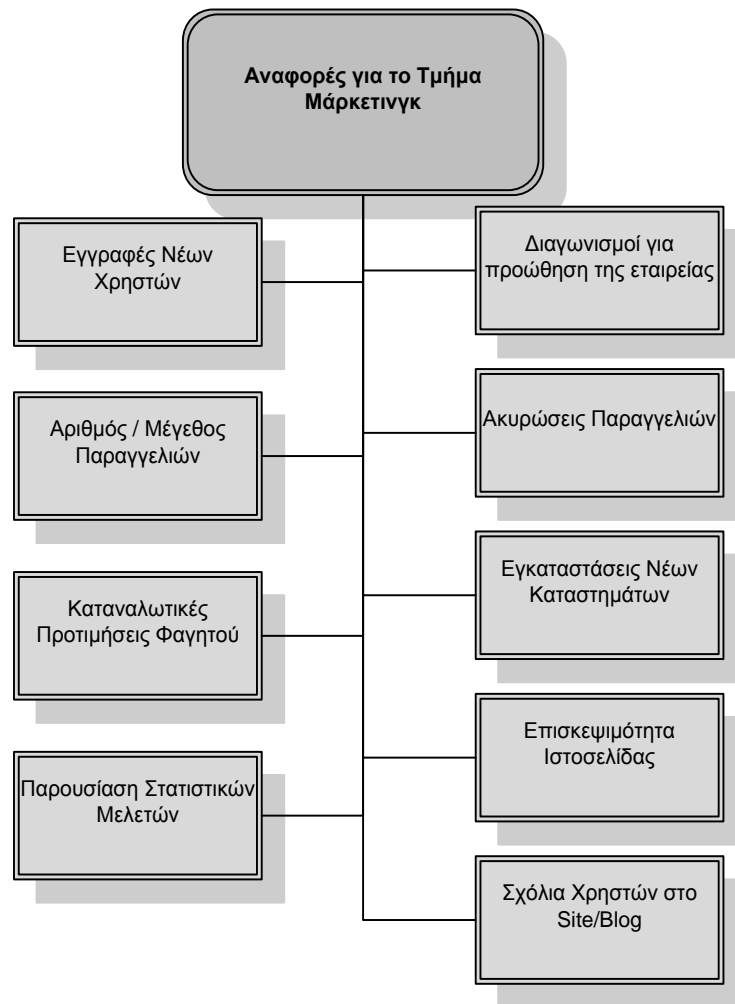 Αναφορές για το Τμήμα
Μάρκετινγκ
Εγγραφές Νέων
Χρηστών
Διαγωνισμοί για
προώθηση της εταιρείας
Αριθμός / Μέγεθος
Παραγγελιών
Ακυρώσεις Παραγγελιών
Καταναλωτικές
Προτιμήσεις Φαγητού
Εγκαταστάσεις Νέων
Καταστημάτων
Παρουσίαση Στατιστικών
Μελετών
Επισκεψιμότητα
Ιστοσελίδας
Σχόλια Χρηστών στο
Site/Blog